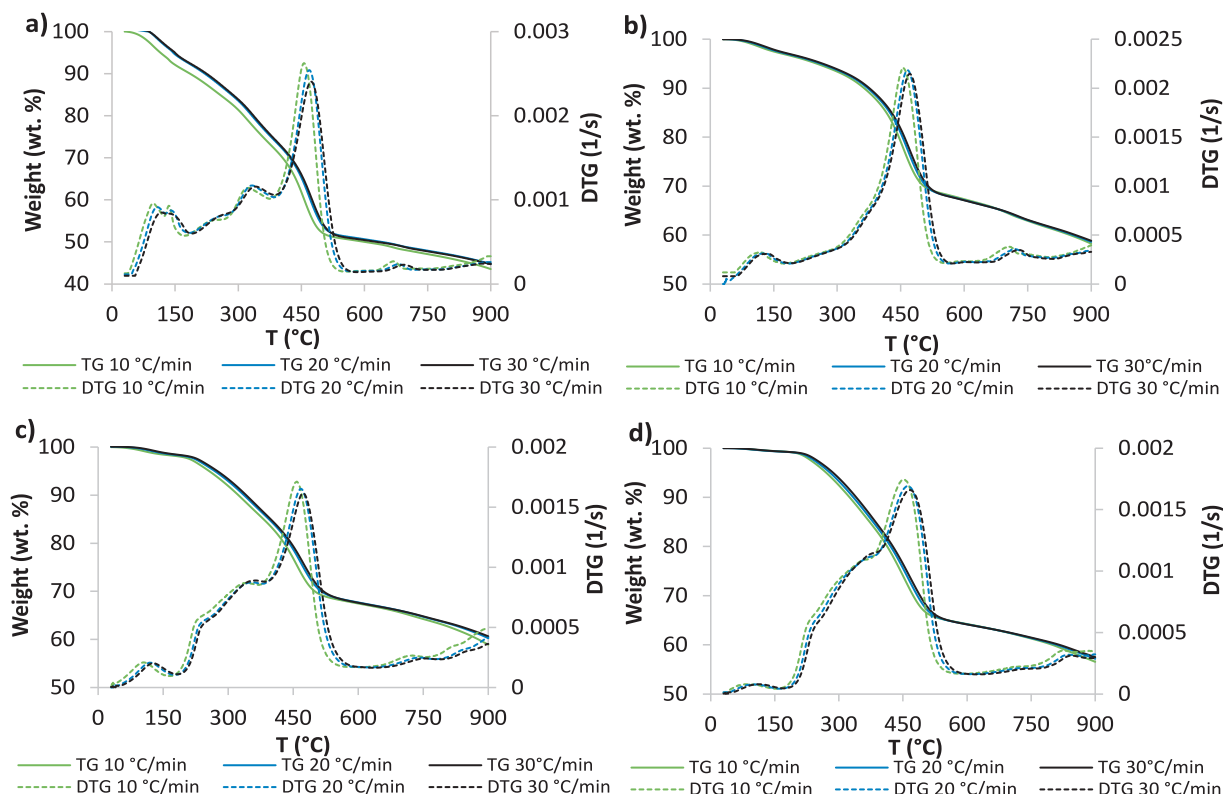 a)
100
90
80
70
60
50
40
Weight (wt. %)
0.003
0.002
0.001
0
DTG (1/s)
0 150 300 450 600 750 900
T (°C)
TG 10 °C/min TG 20 °C/min TG 30 °C/min
DTG 10 °C/min DTG 20 °C/min DTG 30 °C/min
b)
100
90
80
70
60
50
Weight (wt. %)
0.0025
0.002
0.0015
0.001
0.0005
0
DTG (1/s)
0 150 300 450 600 750 900
T (°C)
TG 10 °C/min TG 20 °C/min TG 30°C/min
DTG 10 °C/min DTG 20 °C/min DTG 30 °C/min
c)
100
90
80
70
60
50
Weight (wt. %)
0.002
0.0015
0.001
0.0005
0
DTG (1/s)
0 150 300 450 600 750 900
T (°C)
TG 10 °C/min TG 20 °C/min TG 30°C/min
DTG 10 °C/min DTG 20 °C/min DTG 30 °C/min
d)
100
90
80
70
60
50
Weight (wt. %)
0.002
0.0015
0.001
0.0005
0
DTG (1/s)
0 150 300 450 600 750 900
T (°C)
TG 10 °C/min TG 20 °C/min TG 30°C/min
DTG 10 °C/min DTG 20 °C/min DTG 30 °C/min